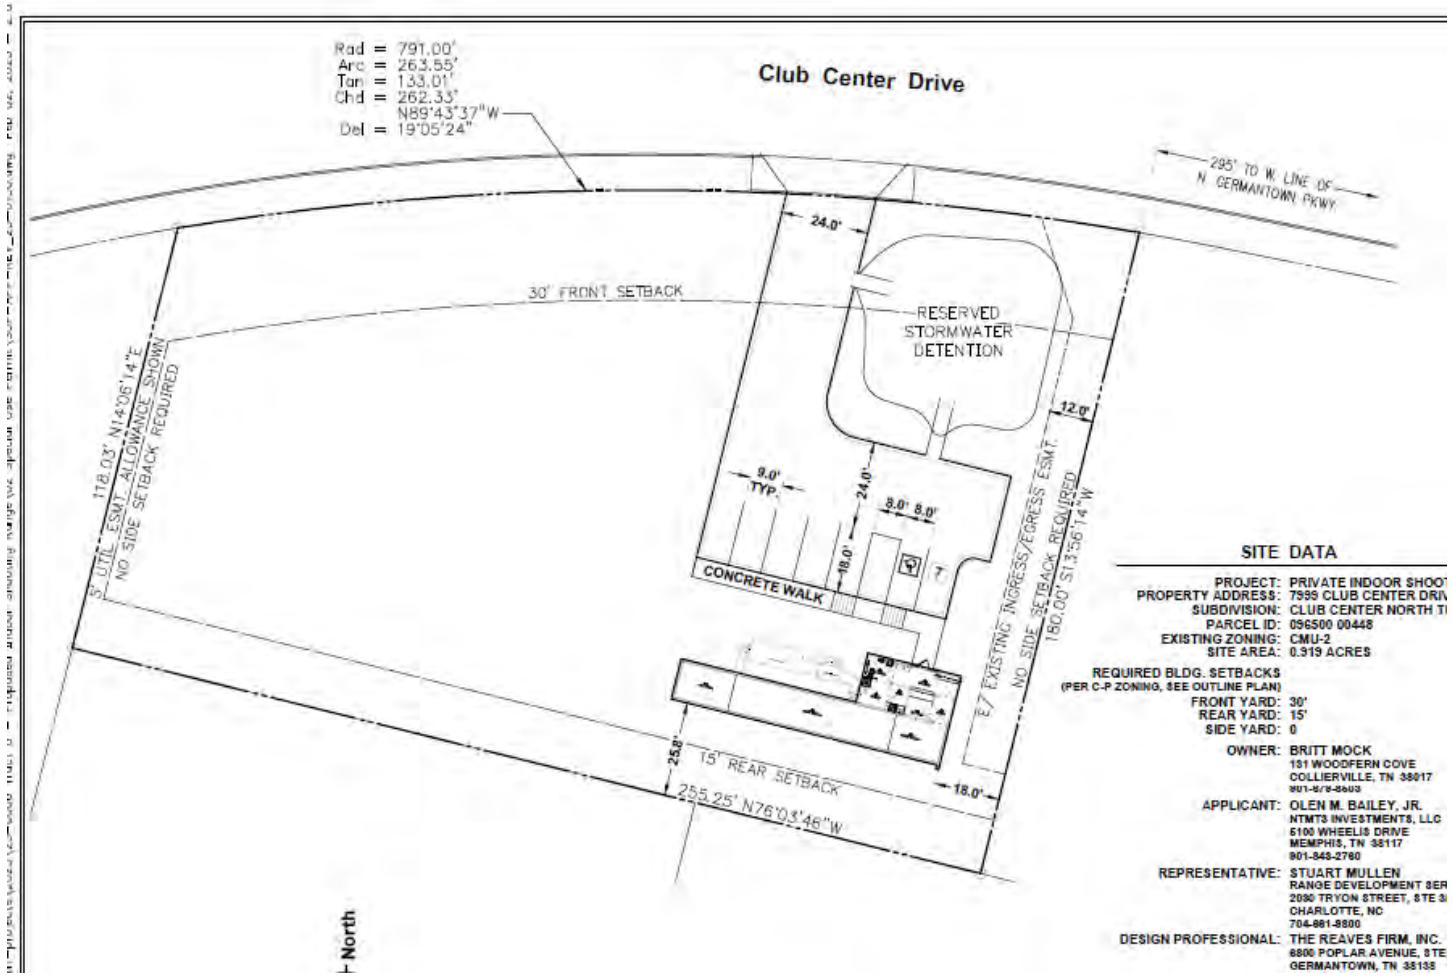 Rad = 791.00'
Arc = 263.55'
Tan = 133.01'
Chd = 262.33'
N89°43'37"W
Del = 19°05'24"
Club Center Drive
295' TO W. LINE OF
N. GERMANTOWN PKWY.
24.0'
30' FRONT SETBACK
RESERVED
STORMWATER
DETENTION
118.03' N14°06'14"E
5' UTIL ESMT. ALLOWANCE SHOWN
NO SIDE SETBACK REQUIRED
12.0'
9.0'
TYP.
24.0'
8.0' 8.0'
18.0'
CONCRETE WALK
EXISTING INGRESS/EGRESS ESMT.
NO SIDE SETBACK REQUIRED
180.00' S13°56'14"W
25.8'
15' REAR SETBACK
255.25' N76°03'46"W
18.0'
North
SITE DATA
PROJECT: PRIVATE INDOOR SHOOT
PROPERTY ADDRESS: 7999 CLUB CENTER DRIV
SUBDIVISION: CLUB CENTER NORTH
PARCEL ID: 096500 00448
EXISTING ZONING: CMU-2
SITE AREA: 0.919 ACRES
REQUIRED BLDG. SETBACKS
(PER C-P ZONING, SEE OUTLINE PLAN)
FRONT YARD: 30'
REAR YARD: 15'
SIDE YARD: 0
OWNER: BRITT MOCK
131 WOODFERN COVE
COLLIERVILLE, TN 38017
APPLICANT: OLEN M. BAILEY, JR.
NTMTS INVESTMENTS, LLC
5100 WHEELIS DRIVE
MEMPHIS, TN 38117
901-843-2760
REPRESENTATIVE: STUART MULLEN
RANGE DEVELOPMENT SER
2030 TRYON STREET, STE
CHARLOTTE, NC
DESIGN PROFESSIONAL: THE REAVES FIRM, INC.
6800 POPLAR AVENUE, STE
GERMANTOWN, TN 38138